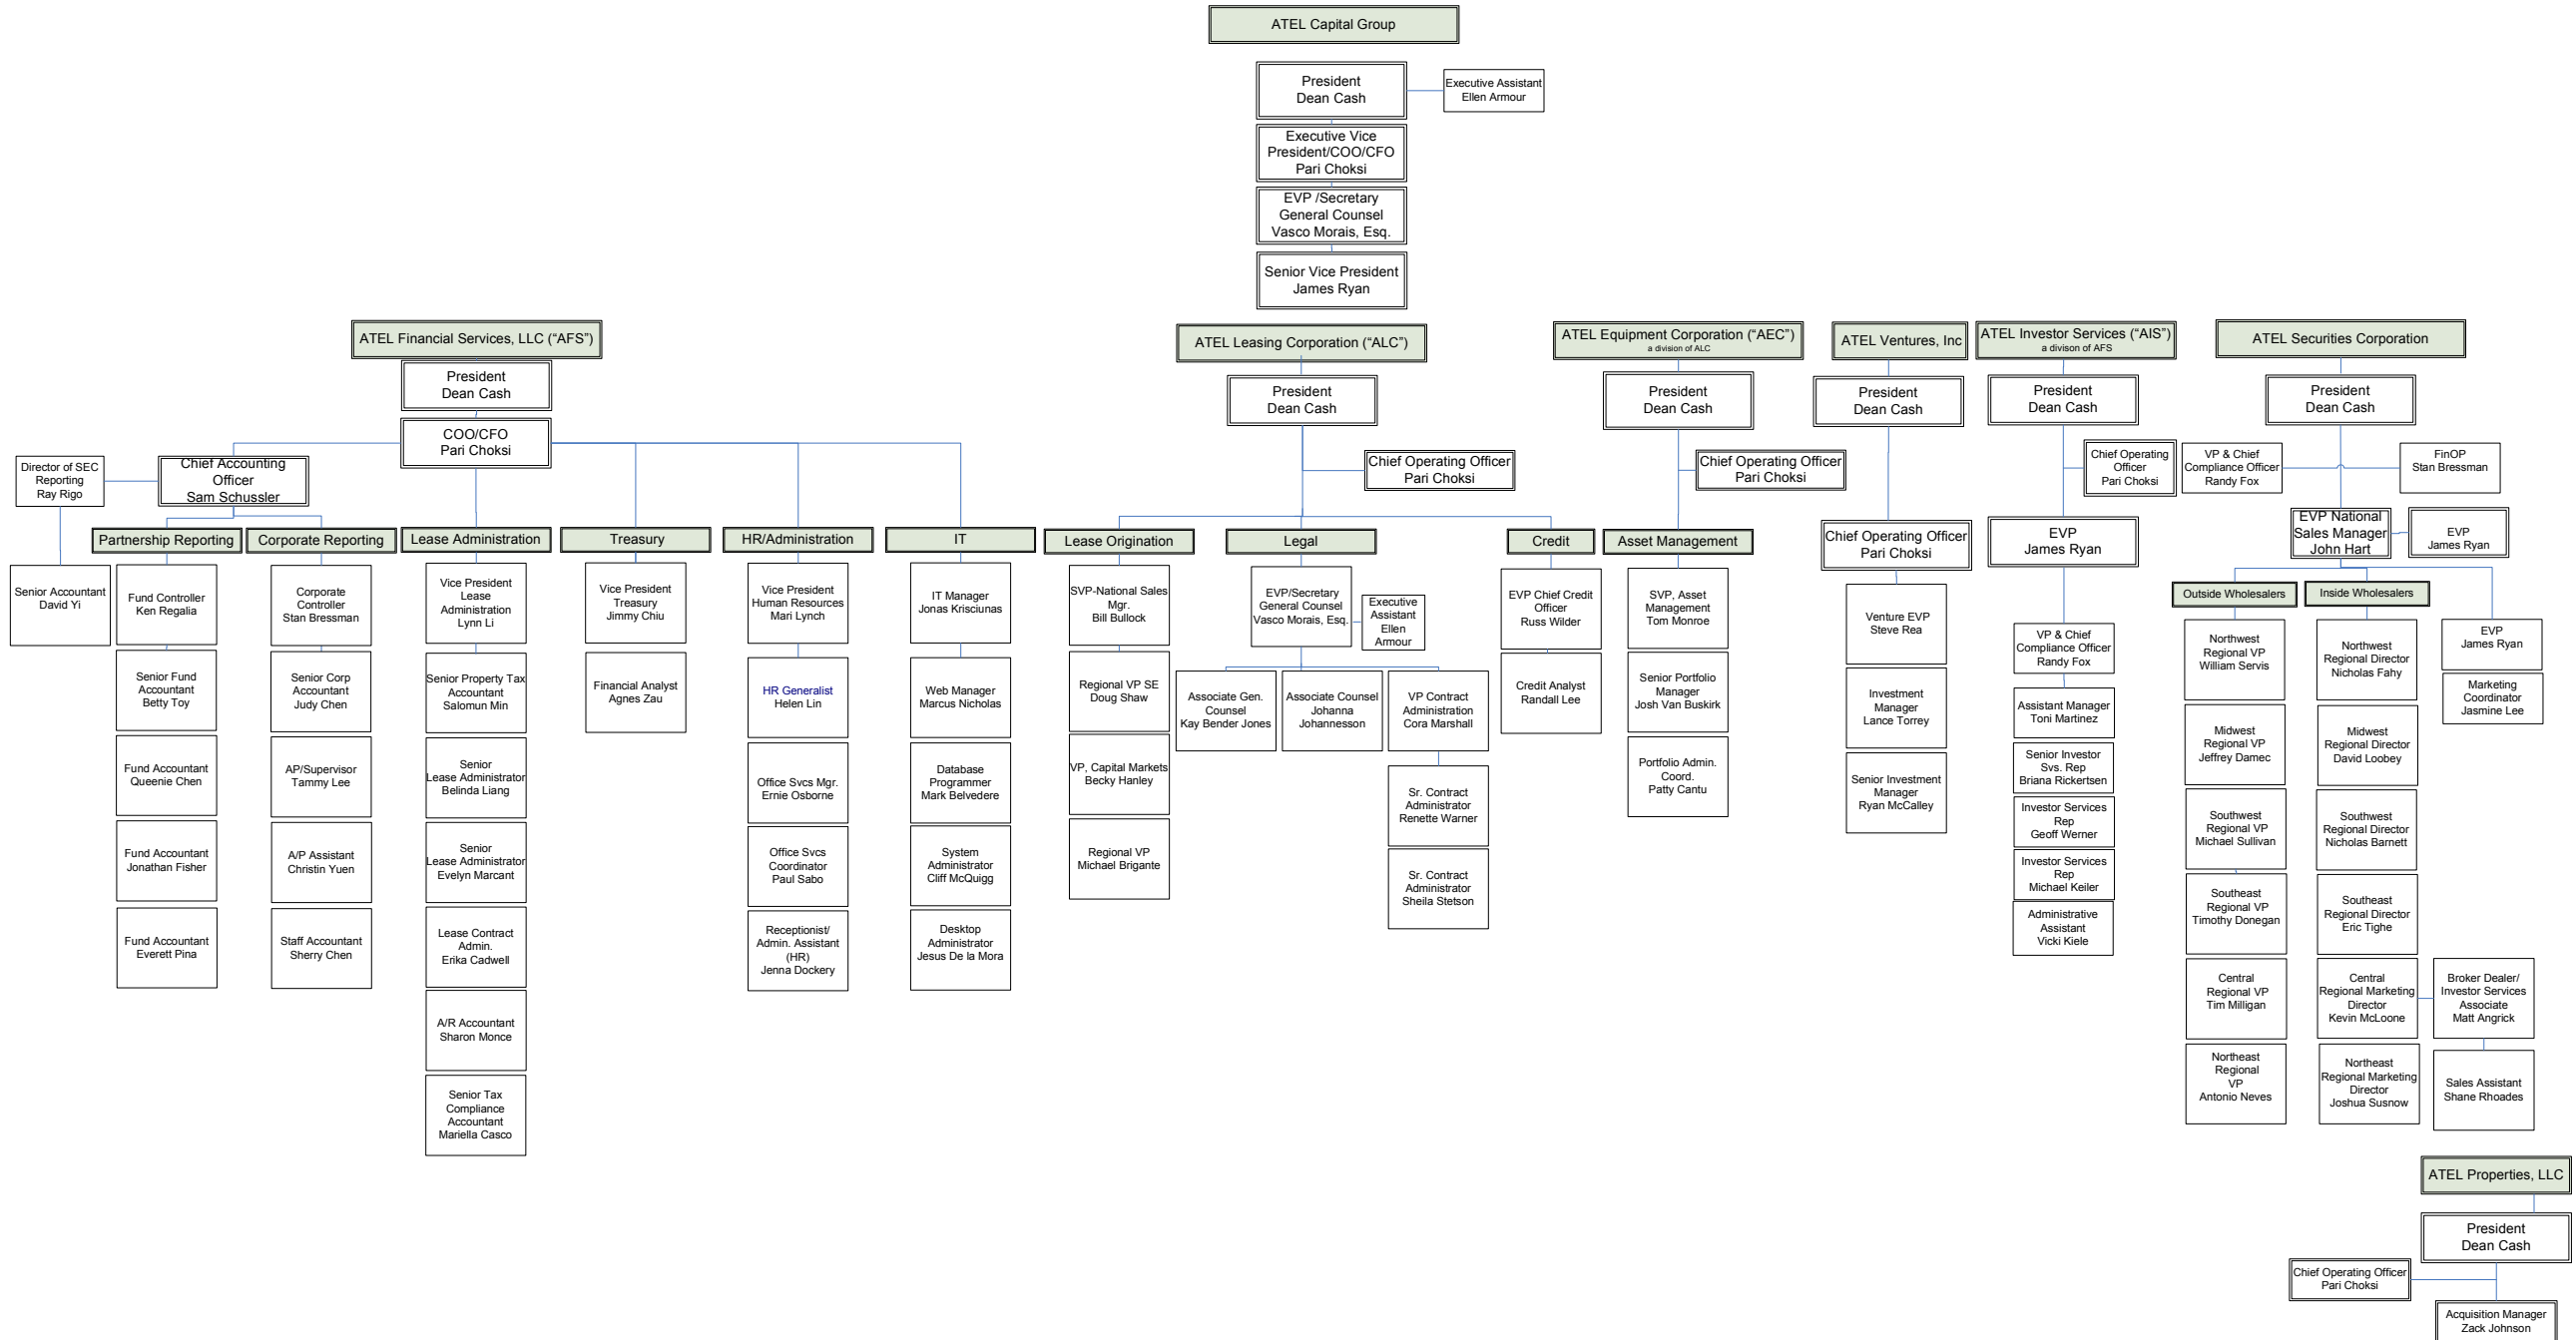 ATEL Capital Group
President
Dean Cash
Executive Assistant
Ellen Armour
Executive Vice
President/COO/CFO
Pari Choksi
EVP /Secretary
General Counsel
Vasco Morais, Esq.
Senior Vice President
James Ryan
ATEL Financial Services, LLC (“AFS”)
President
Dean Cash
COO/CFO
Pari Choksi
Director of SEC
Reporting
Ray Rigo
Chief Accounting
Officer
Sam Schussler
Senior Accountant
David Yi
Partnership Reporting
Fund Controller
Ken Regalia
Senior Fund
Accountant
Betty Toy
Fund Accountant
Queenie Chen
Fund Accountant
Jonathan Fisher
Fund Accountant
Everett Pina
Corporate Reporting
Corporate
Controller
Stan Bressman
Senior Corp
Accountant
Judy Chen
AP/Supervisor
Tammy Lee
A/P Assistant
Christin Yuen
Staff Accountant
Sherry Chen
Lease Administration
Vice President
Lease
Administration
Lynn Li
Senior Property Tax
Accountant
Salomun Min
Senior
Lease Administrator
Belinda Liang
Senior
Lease Administrator
Evelyn Marcant
Lease Contract
Admin.
Erika Cadwell
A/R Accountant
Sharon Monce
Senior Tax
Compliance
Accountant
Mariella Casco
Treasury
Vice President
Treasury
Jimmy Chiu
Financial Analyst
Agnes Zau
HR/Administration
Vice President
Human Resources
Mari Lynch
HR Generalist
Helen Lin
Office Svcs Mgr.
Ernie Osborne
Office Svcs
Coordinator
Paul Sabo
Receptionist/
Admin. Assistant
(HR)
Jenna Dockery
IT
IT Manager
Jonas Krisciunas
Web Manager
Marcus Nicholas
Database
Programmer
Mark Belvedere
System
Administrator
Cliff McQuigg
Desktop
Administrator
Jesus De la Mora
ATEL Leasing Corporation (“ALC”)
President
Dean Cash
Chief Operating Officer
Pari Choksi
Lease Origination
SVP-National Sales
Mgr.
Bill Bullock
Regional VP SE
Doug Shaw
VP, Capital Markets
Becky Hanley
Regional VP
Michael Brigante
Legal
EVP/Secretary
General Counsel
Vasco Morais, Esq.
Executive
Assistant
Ellen
Armour
Associate Gen.
Counsel
Kay Bender Jones
Associate Counsel
Johanna
Johannesson
VP Contract
Administration
Cora Marshall
Sr. Contract
Administrator
Renette Warner
Sr. Contract
Administrator
Sheila Stetson
Credit
EVP Chief Credit
Officer
Russ Wilder
Credit Analyst
Randall Lee
ATEL Equipment Corporation (“AEC”)
a division of ALC
President
Dean Cash
Chief Operating Officer
Pari Choksi
Asset Management
SVP, Asset
Management
Tom Monroe
Senior Portfolio
Manager
Josh Van Buskirk
Portfolio Admin.
Coord.
Patty Cantu
ATEL Ventures, Inc
President
Dean Cash
Chief Operating Officer
Pari Choksi
Venture EVP
Steve Rea
Investment
Manager
Lance Torrey
Senior Investment
Manager
Ryan McCalley
ATEL Investor Services (“AIS”)
a divison of AFS
President
Dean Cash
Chief Operating
Officer
Pari Choksi
EVP
James Ryan
VP & Chief
Compliance Officer
Randy Fox
Assistant Manager
Toni Martinez
Senior Investor
Svs. Rep
Briana Rickertsen
Investor Services
Rep
Geoff Werner
Investor Services
Rep
Michael Keiler
Administrative
Assistant
Vicki Kiele
ATEL Securities Corporation
President
Dean Cash
VP & Chief
Compliance Officer
Randy Fox
FinOP
Stan Bressman
EVP National
Sales Manager
John Hart
EVP
James Ryan
Outside Wholesalers
Northwest
Regional VP
William Servis
Midwest
Regional VP
Jeffrey Damec
Southwest
Regional VP
Michael Sullivan
Southeast
Regional VP
Timothy Donegan
Central
Regional VP
Tim Milligan
Northeast
Regional
VP
Antonio Neves
Inside Wholesalers
Northwest
Regional Director
Nicholas Fahy
Midwest
Regional Director
David Loobey
Southwest
Regional Director
Nicholas Barnett
Southeast
Regional Director
Eric Tighe
Central
Regional Marketing
Director
Kevin McLoone
Northeast
Regional Marketing
Director
Joshua Susnow
EVP
James Ryan
Marketing
Coordinator
Jasmine Lee
Broker Dealer/
Investor Services
Associate
Matt Angrick
Sales Assistant
Shane Rhoades
ATEL Properties, LLC
President
Dean Cash
Chief Operating Officer
Pari Choksi
Acquisition Manager
Zack Johnson